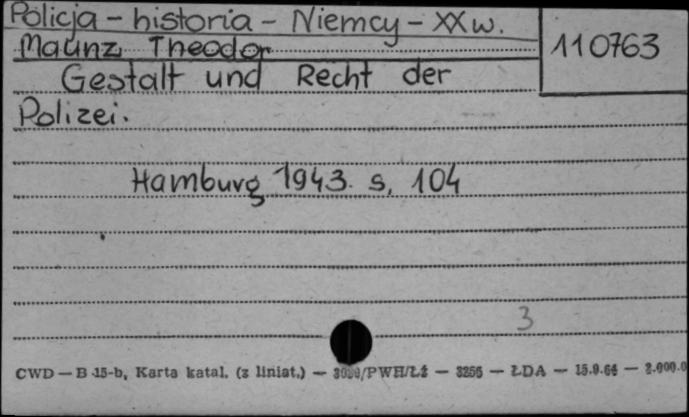 Policja - historia - Niemcy - XX w.
Maunz Theodor
110763
Gestalt und Recht der
Polizei.
Hamburg 1943. s. 104
3
CWD — B-15-b, Karta katal. (z liniat.) — /PWH/Łż — 3256 — ŁDA — 15.9.64 —